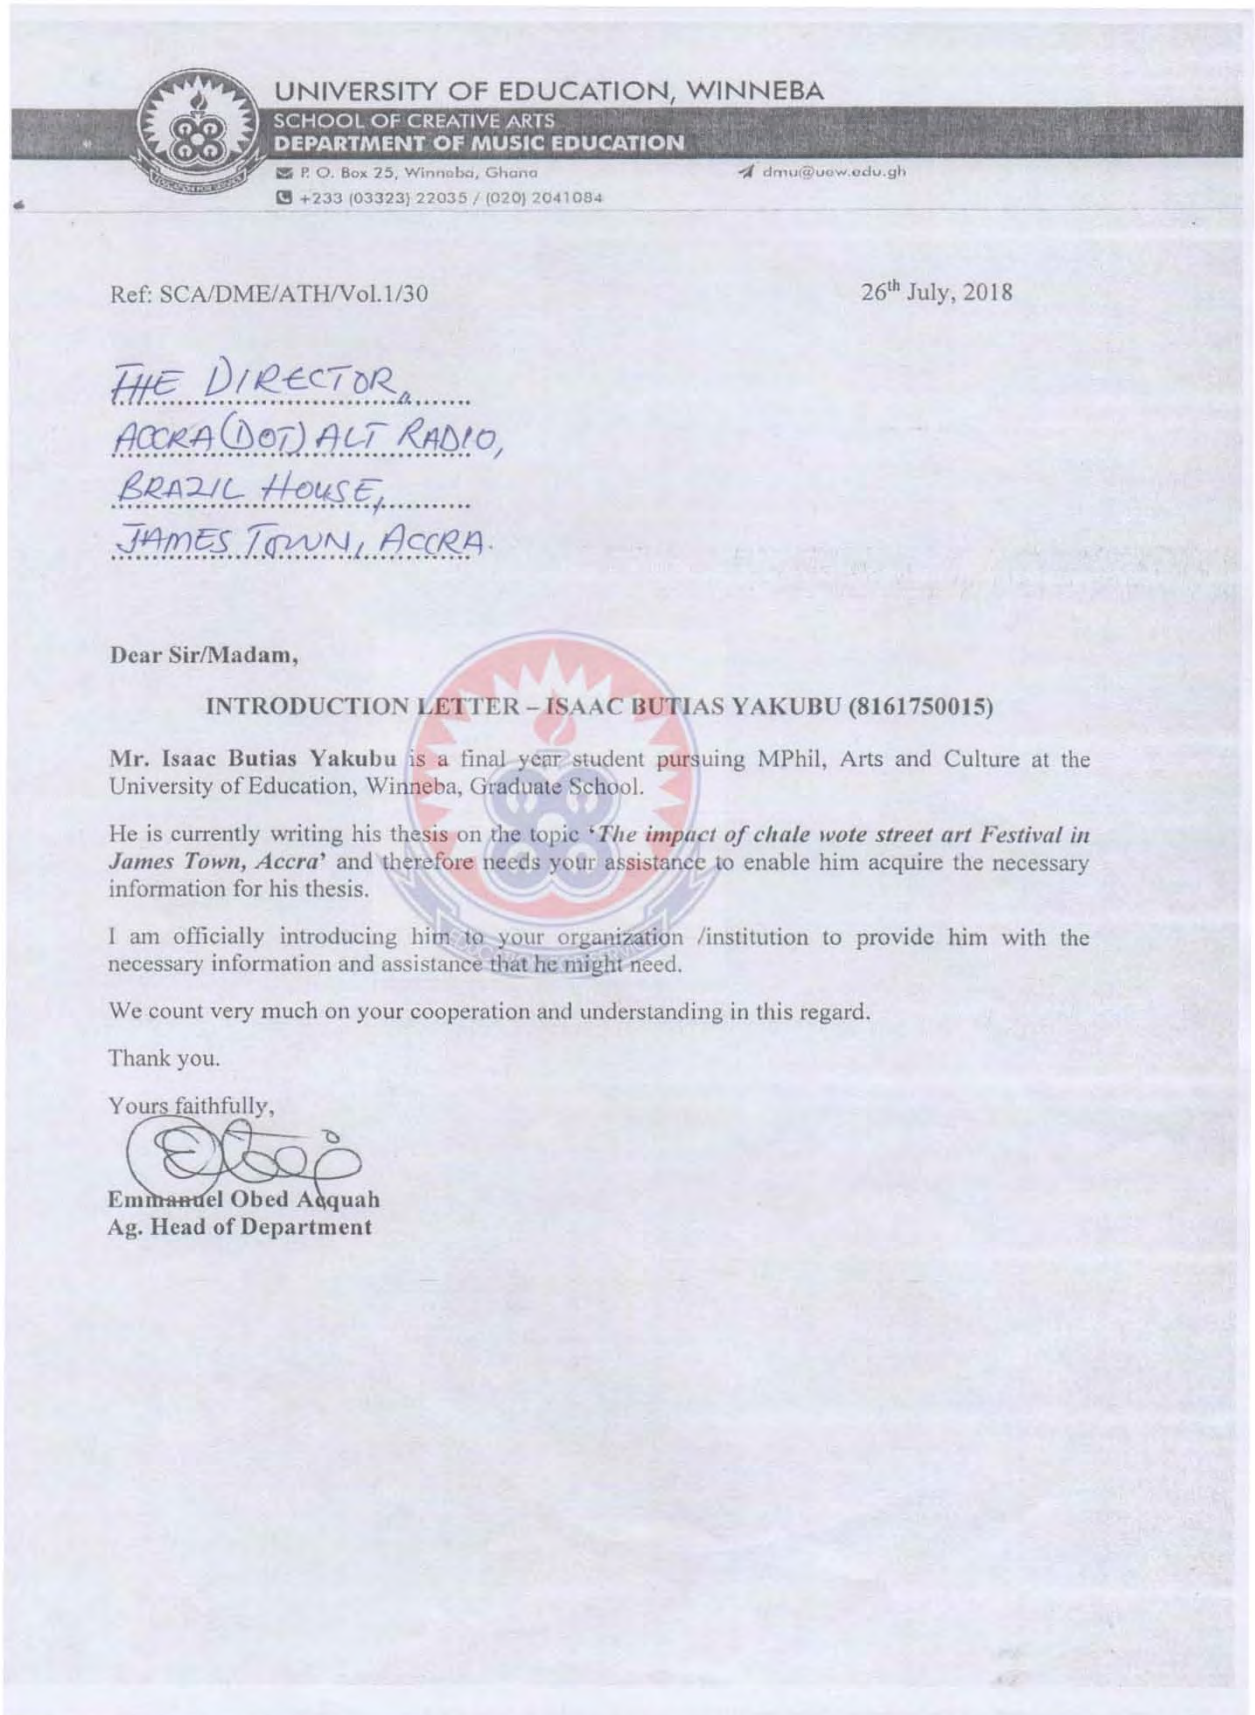 UNIVERSITY OF EDUCATION, WINNEBA
SCHOOL OF CREATIVE ARTS
DEPARTMENT OF MUSIC EDUCATION
P. O. Box 25, Winneba, Ghana
dmu@uew.edu.gh
+233 (03323) 22035 / (020) 2041084
Ref: SCA/DME/ATH/Vol.1/30
26th July, 2018
THE DIRECTOR,
ACCRA (DOT) ALT RADIO,
BRAZIL HOUSE,
JAMES TOWN, ACCRA.
Dear Sir/Madam,
INTRODUCTION LETTER – ISAAC BUTIAS YAKUBU (8161750015)
Mr. Isaac Butias Yakubu is a final year student pursuing MPhil, Arts and Culture at the
University of Education, Winneba, Graduate School.
He is currently writing his thesis on the topic ‘The impact of chale wote street art Festival in
James Town, Accra’ and therefore needs your assistance to enable him acquire the necessary
information for his thesis.
I am officially introducing him to your organization /institution to provide him with the
necessary information and assistance that he might need.
We count very much on your cooperation and understanding in this regard.
Thank you.
Yours faithfully,
Emmanuel Obed Acquah
Ag. Head of Department